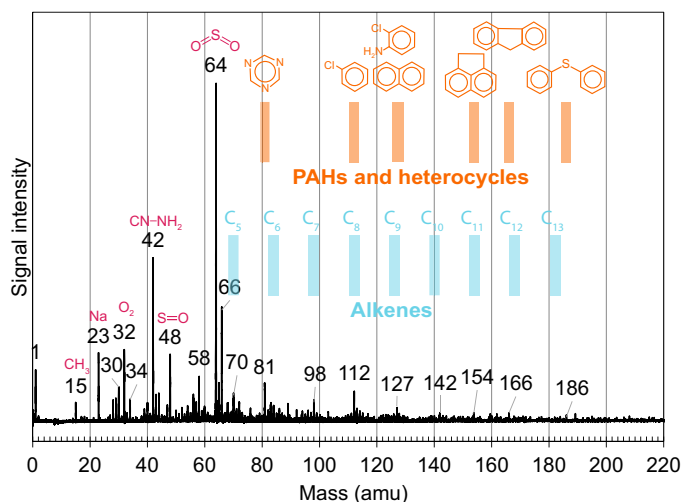 O S O
64
N N N
Cl
Cl
H₂N
S
PAHs and heterocycles
CN–NH₂
42
C₅ C₆ C₇ C₈ C₉ C₁₀ C₁₁ C₁₂ C₁₃
Alkenes
66
Na
23
O₂
32
S=O
48
1
CH₃
15
30
34
58
70
81
98
112
127
142
154
166
186
Signal intensity
0 20 40 60 80 100 120 140 160 180 200 220
Mass (amu)